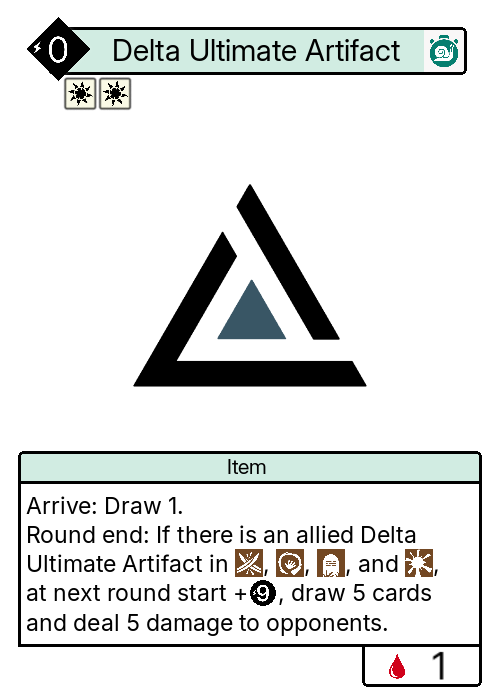 0 Delta Ultimate Artifact
Item
Arrive: Draw 1.
Round end: If there is an allied Delta
Ultimate Artifact in , , , and ,
at next round start +9, draw 5 cards
and deal 5 damage to opponents.
1